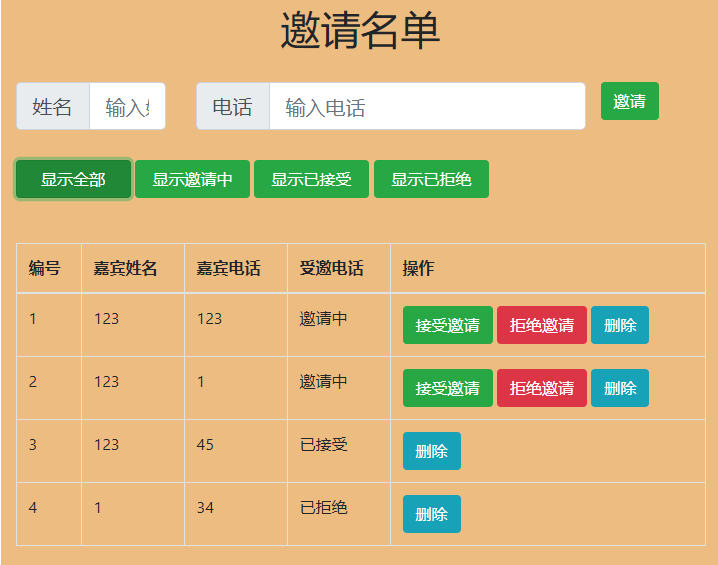 邀请名单
姓名 输入 电话 输入电话 邀请
显示全部 显示邀请中 显示已接受 显示已拒绝
编号 嘉宾姓名 嘉宾电话 受邀电话 操作
1 123 123 邀请中 接受邀请 拒绝邀请 删除
2 123 1 邀请中 接受邀请 拒绝邀请 删除
3 123 45 已接受 删除
4 1 34 已拒绝 删除